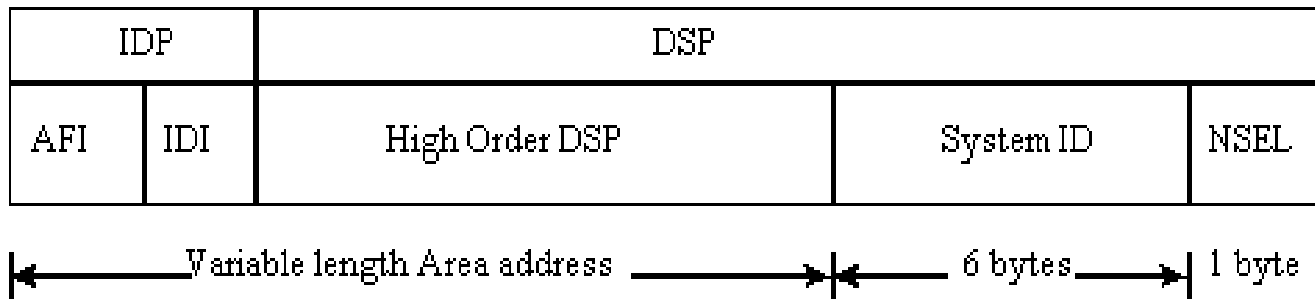 IDP DSP
AFI IDI High Order DSP System ID NSEL
Variable length Area address 6 bytes 1 byte